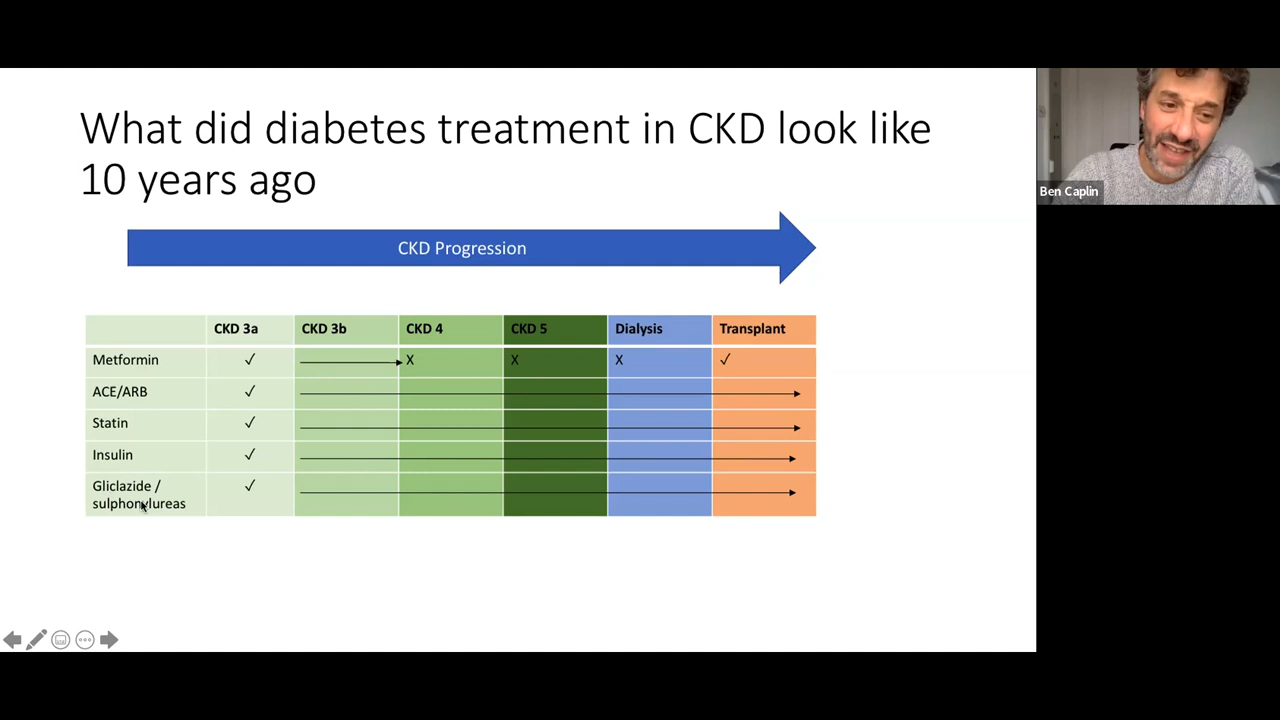 What did diabetes treatment in CKD look like
10 years ago
Ben Caplin
CKD Progression
CKD 3a CKD 3b CKD 4 CKD 5 Dialysis Transplant
Metformin ✓ X X X ✓
ACE/ARB ✓
Statin ✓
Insulin ✓
Gliclazide / ✓
sulphonylureas